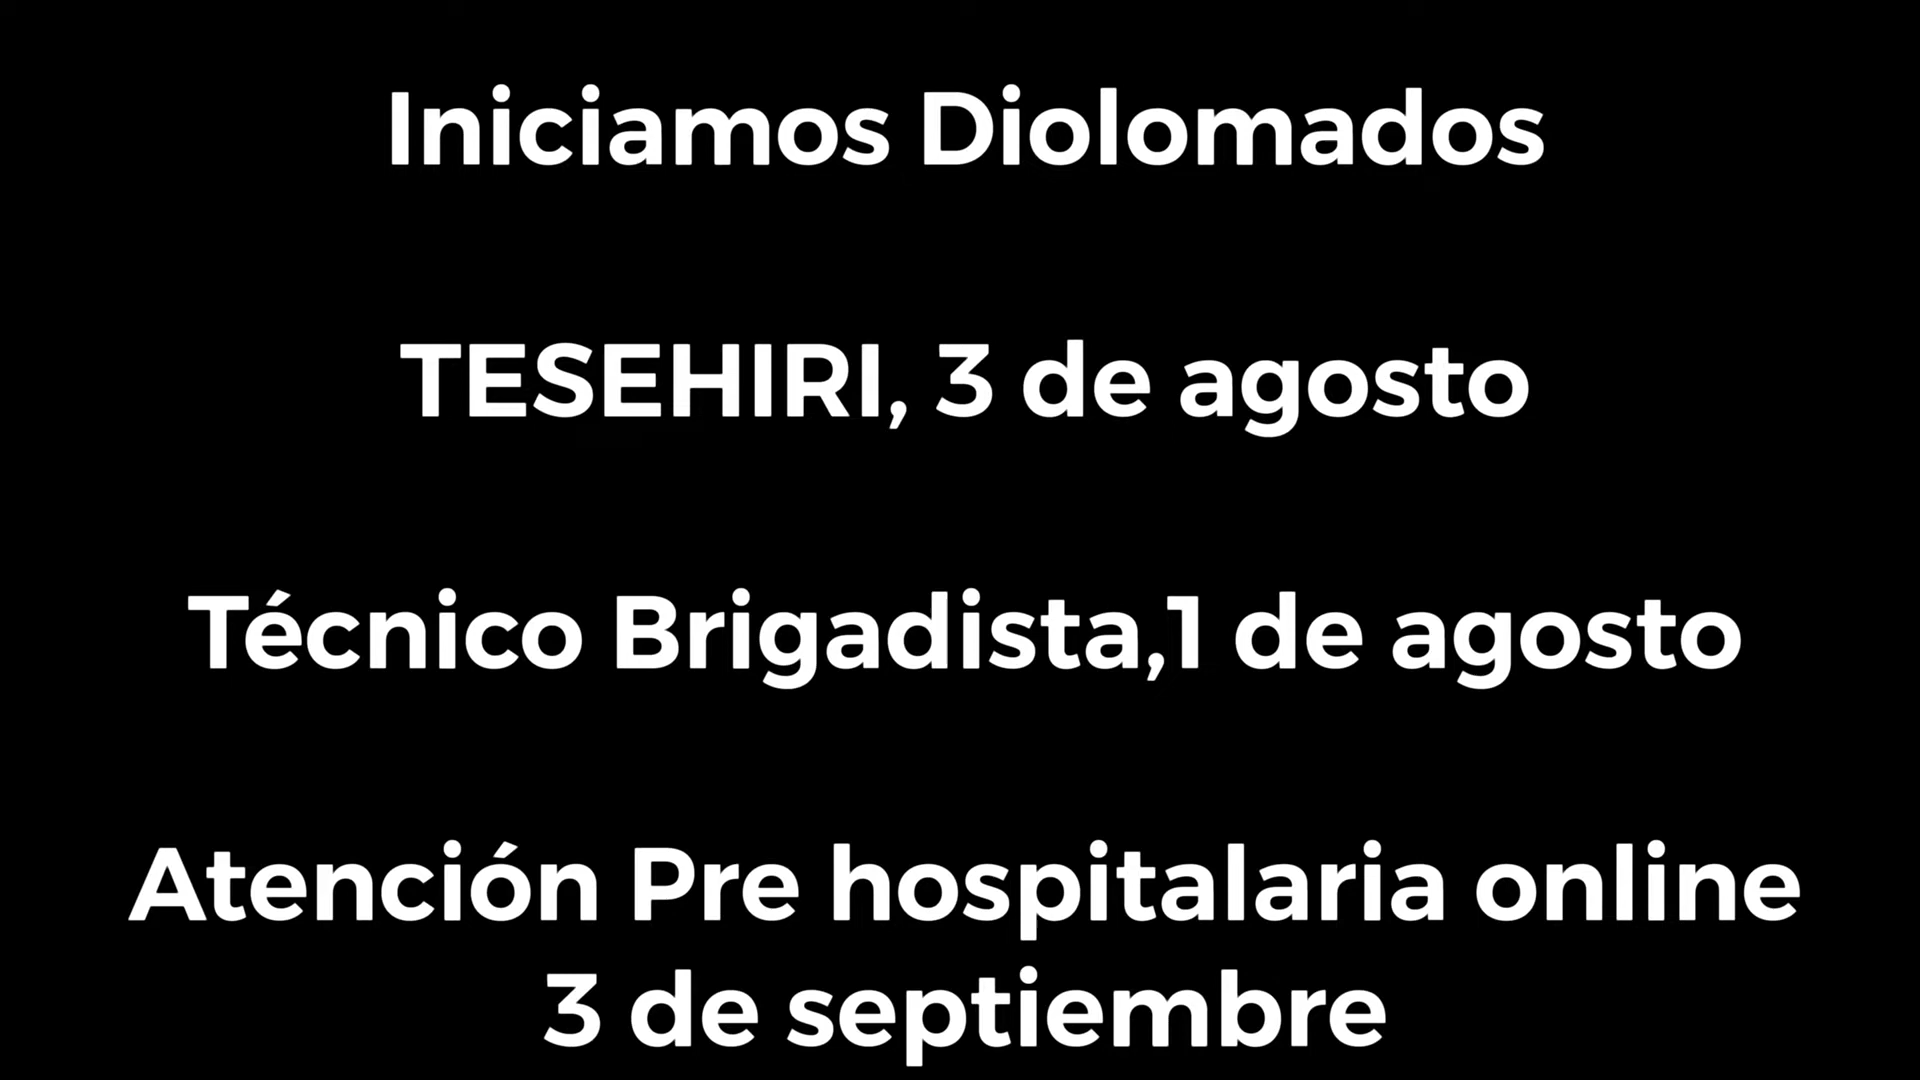 Iniciamos Diolomados
TESEHIRI, 3 de agosto
Técnico Brigadista,1 de agosto
Atención Pre hospitalaria online
3 de septiembre